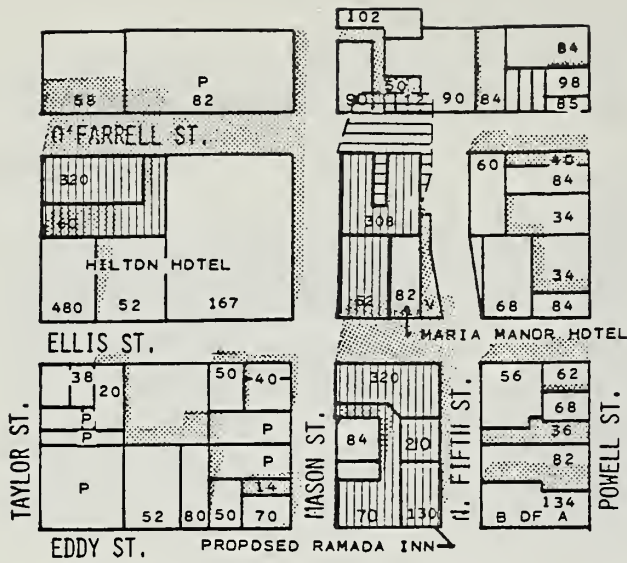 102
84
P
50
98
58 82 90 12 90 84 85
O'FARRELL ST.
320 60 40
84
308 34
60
HILTON HOTEL
34
480 52 167 62 82 V 68 84
MARIA MANOR HOTEL
ELLIS ST.
38 50 40 320 56 62
20
P 68
P P 84 210 36
P 82
P 14
52 80 50 70 70 130 134
B DF A
TAYLOR ST.
MASON ST.
N. FIFTH ST.
POWELL ST.
PROPOSED RAMADA INN
EDDY ST.